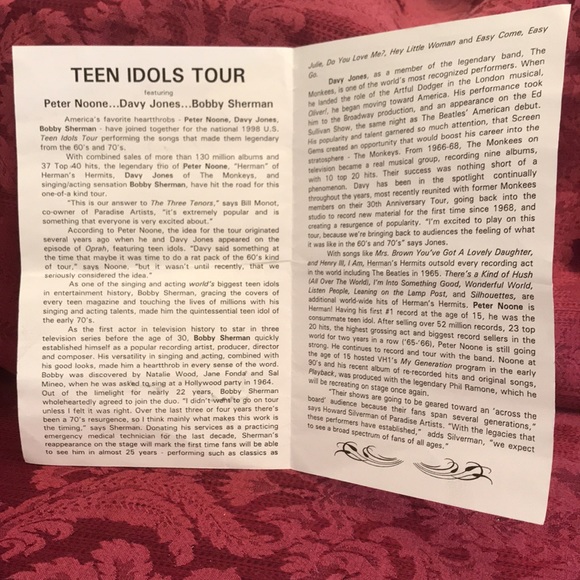 TEEN IDOLS TOUR
featuring
Peter Noone...Davy Jones...Bobby Sherman
America's favorite heartthrobs - Peter Noone, Davy Jones,
Bobby Sherman - have joined together for the national 1998 U.S.
Teen Idols Tour performing the songs that made them legendary
from the 60's and 70's.
With combined sales of more than 130 million albums and
37 Top 40 hits, the legendary trio of Peter Noone, "Herman" of
Herman's Hermits, Davy Jones of The Monkeys, and
singing/acting sensation Bobby Sherman, have hit the road for this
one-of-a kind tour.
"This is our answer to The Three Tenors," says Bill Monot,
co-owner of Paradise Artists, "it's extremely popular and is
something that everyone is very excited about."
According to Peter Noone, the idea for the tour originated
several years ago when he and Davy Jones appeared on the
episode of Oprah, featuring teen idols. "Davy said something at
the time that maybe it was time to do a rat pack of the 60's kind
of tour," says Noone, "but it wasn't until recently, that we
seriously considered the idea."
As one of the singing and acting world's biggest teen idols
in entertainment history, Bobby Sherman, gracing the covers of
every teen magazine and touching the lives of millions with his
singing and acting talents, made him the quintessential teen idol of
the early 70's.
As the first actor in television history to star in three
television series before the age of 30, Bobby Sherman quickly
established himself as a popular recording artist, producer, director
and composer. His versatility in singing and acting, combined with
his good looks, made him a hearthrob in every sense of the word.
Bobby was discovered by Natalie Wood, Jane Fonda and Sal
Mineo, when he was asked to sing at a Hollywood party in 1964.
Out of the limelight for nearly 22 years, Bobby Sherman
wholeheartedly agreed to join the duo. "I didn't want to go on tour
unless I felt it was right. Over the last three or four years there's
been a 70's resurgence, so I think mainly what makes this work is
the timing," says Sherman. Donating his services as a practicing
emergency medical technician for the last decade, Sherman's
reappearance on the stage will mark the first time fans will be able
to see him in almost 25 years - performing such classics as
Julie, Do You Love Me?, Hey Little Woman and Easy Come, Easy
Go.
Davy Jones, as a member of the legendary band, The
Monkees, is one of the world's most recognized performers. When
he landed the role of the Artful Dodger in the London musical,
Oliver!, he began moving toward America. His performance took
him to the Broadway production, and an appearance on the Ed
Sullivan Show, the same night as The Beatles' American debut.
His popularity and talent garnered so much attention, that Screen
Gems created an opportunity that would boost his career into the
stratosphere - The Monkeys. From 1966-68, The Monkees on
television became a real musical group, recording nine albums,
with 10 top 20 hits. Their success was nothing short of a
phenomenon. Davy has been in the spotlight continually
throughout the years, most recently reunited with former Monkees
members on their 30th Anniversary Tour, going back into the
studio to record new material for the first time since 1968, and
creating a resurgence of popularity. "I'm excited to play on this
tour, because we're bringing back to audiences the feeling of what
it was like in the 60's and 70's" says Jones.
With songs like Mrs. Brown You've Got A Lovely Daughter,
and Henry III, I Am, Herman's Hermits outsold every recording act
in the world including The Beatles in 1965. There's a Kind of Hush
(All Over The World), I'm Into Something Good, Wonderful World,
Listen People, Leaning on the Lamp Post, and Silhouettes, are
additional world-wide hits of Herman's Hermits. Peter Noone is
Herman! Having his first #1 record at the age of 15, he was the
consummate teen idol. After selling over 52 million records, 23 top
20 hits, the highest grossing act and biggest record sellers in the
world for two years in a row ('65-'66), Peter Noone is still going
strong. He continues to record and tour with the band. Noone at
the age of 15 hosted VH1's My Generation program in the early
90's and his recent album of re-recorded hits and original songs,
Playback, was produced with the legendary Phil Ramone, which he
will be recreating on stage once again.
"Their shows are going to be geared toward an 'across the
board' audience because their fans span several generations,"
says Howard Silverman of Paradise Artists. "With the legacies that
these performers have established," adds Silverman, "we expect
to see a broad spectrum of fans of all ages."